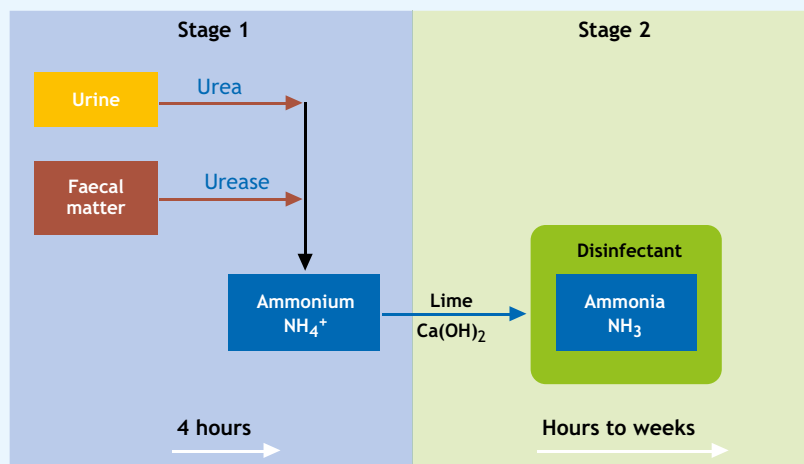 Stage 1
Stage 2
Urine
Urea
Faecal
matter
Urease
Ammonium
NH₄⁺
Lime
Ca(OH)₂
Disinfectant
Ammonia
NH₃
4 hours
Hours to weeks